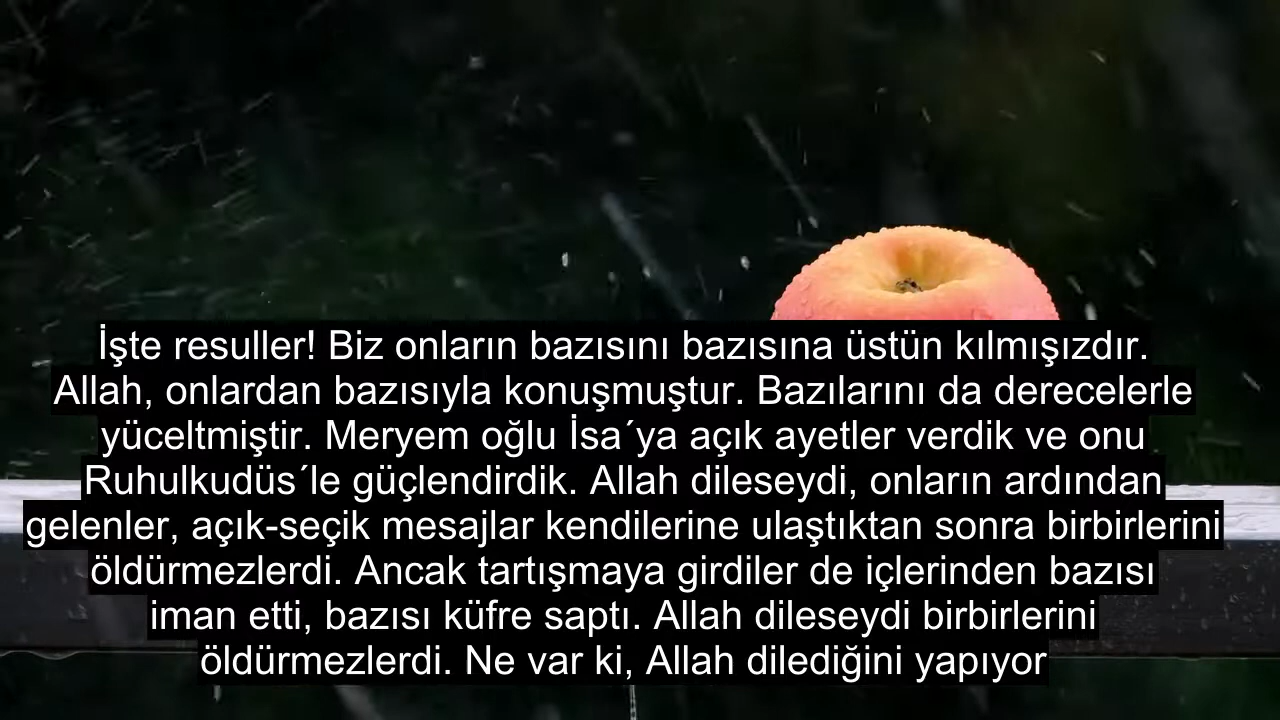 İşte resuller! Biz onların bazısını bazısına üstün kılmışızdır.
Allah, onlardan bazısıyla konuşmuştur. Bazılarını da derecelerle
yüceltmiştir. Meryem oğlu İsa´ya açık ayetler verdik ve onu
Ruhulkudüs´le güçlendirdik. Allah dileseydi, onların ardından
gelenler, açık-seçik mesajlar kendilerine ulaştıktan sonra birbirlerini
öldürmezlerdi. Ancak tartışmaya girdiler de içlerinden bazısı
iman etti, bazısı küfre saptı. Allah dileseydi birbirlerini
öldürmezlerdi. Ne var ki, Allah dilediğini yapıyor